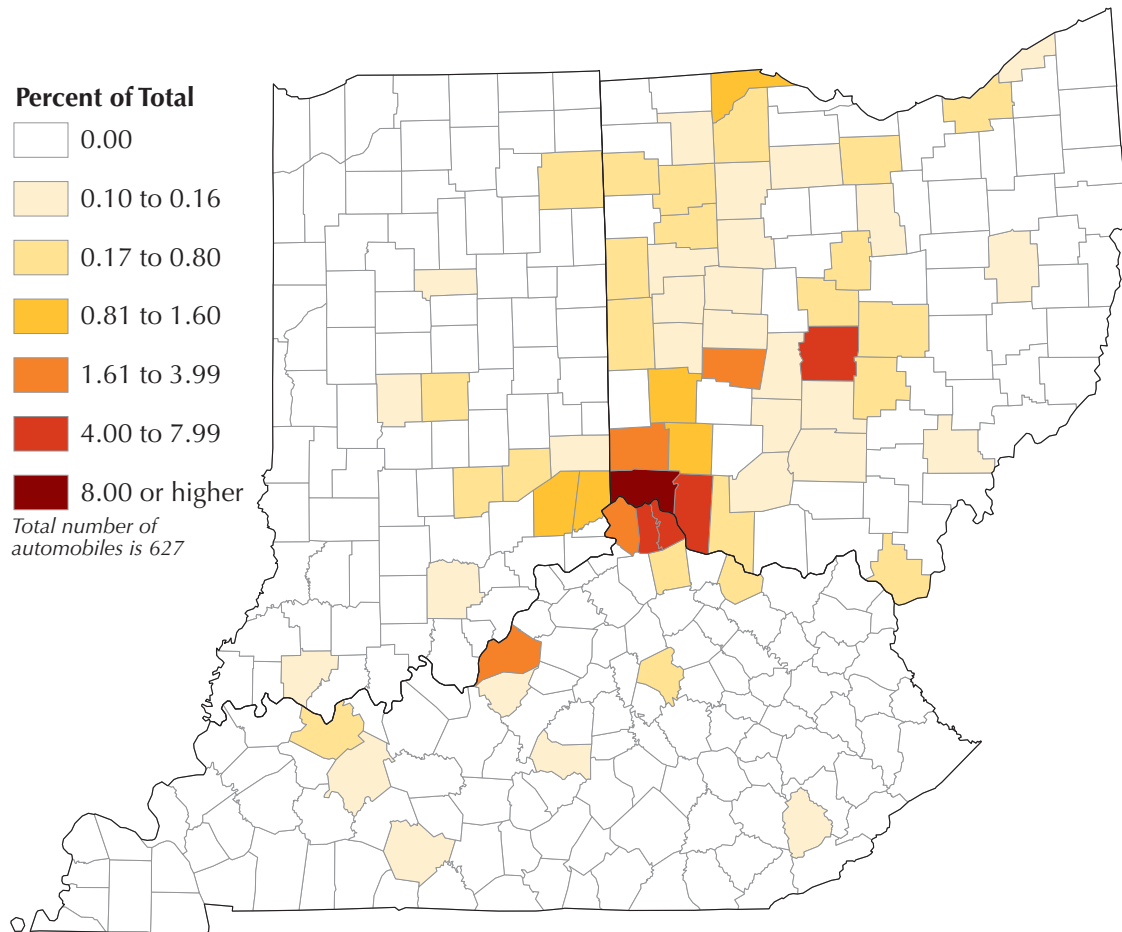 Percent of Total
0.00
0.10 to 0.16
0.17 to 0.80
0.81 to 1.60
1.61 to 3.99
4.00 to 7.99
8.00 or higher
Total number of
automobiles is 627